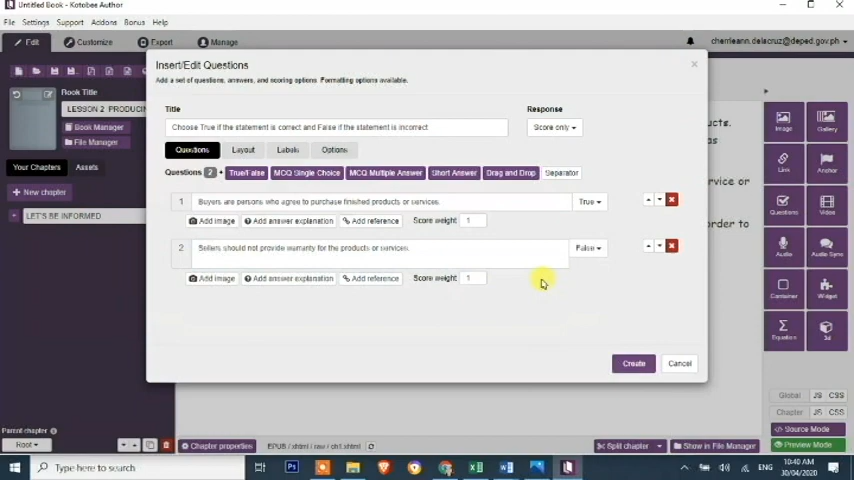 Untitled Book - Kotobee Author
File Settings Support Addons Bonus Help
Edit Customize Export Manage cherrieann.delacruz@deped.gov.ph
Insert/Edit Questions
Add a set of questions, answers, and scoring options. Formatting options available.
Book Title
LESSON 2 PRODUCIN
Book Manager
File Manager
Your Chapters Assets
+ New chapter
LET'S BE INFORMED
Title Response
Choose True if the statement is correct and False if the statement is incorrect Score only
Questions Layout Labels Options
Questions 2 + True/False MCQ Single Choice MCQ Multiple Answer Short Answer Drag and Drop Separator
1 Buyers are persons who agree to purchase finished products or services. True
Add image Add answer explanation Add reference Score weight 1
2 Sellers should not provide warranty for the products or services. False
Add image Add answer explanation Add reference Score weight 1
Create Cancel
ucts.
as
rvice or
order to
Image Gallery
Link Anchor
Questions Video
Audio Audio Sync
Container Widget
Equation 3d
Global JS CSS
Chapter JS CSS
Source Mode
Preview Mode
Parent chapter
Root
Chapter properties EPUB / xhtml / raw / ch1.xhtml Split chapter Show in File Manager
Type here to search
ENG
10:40 AM
30/04/2020